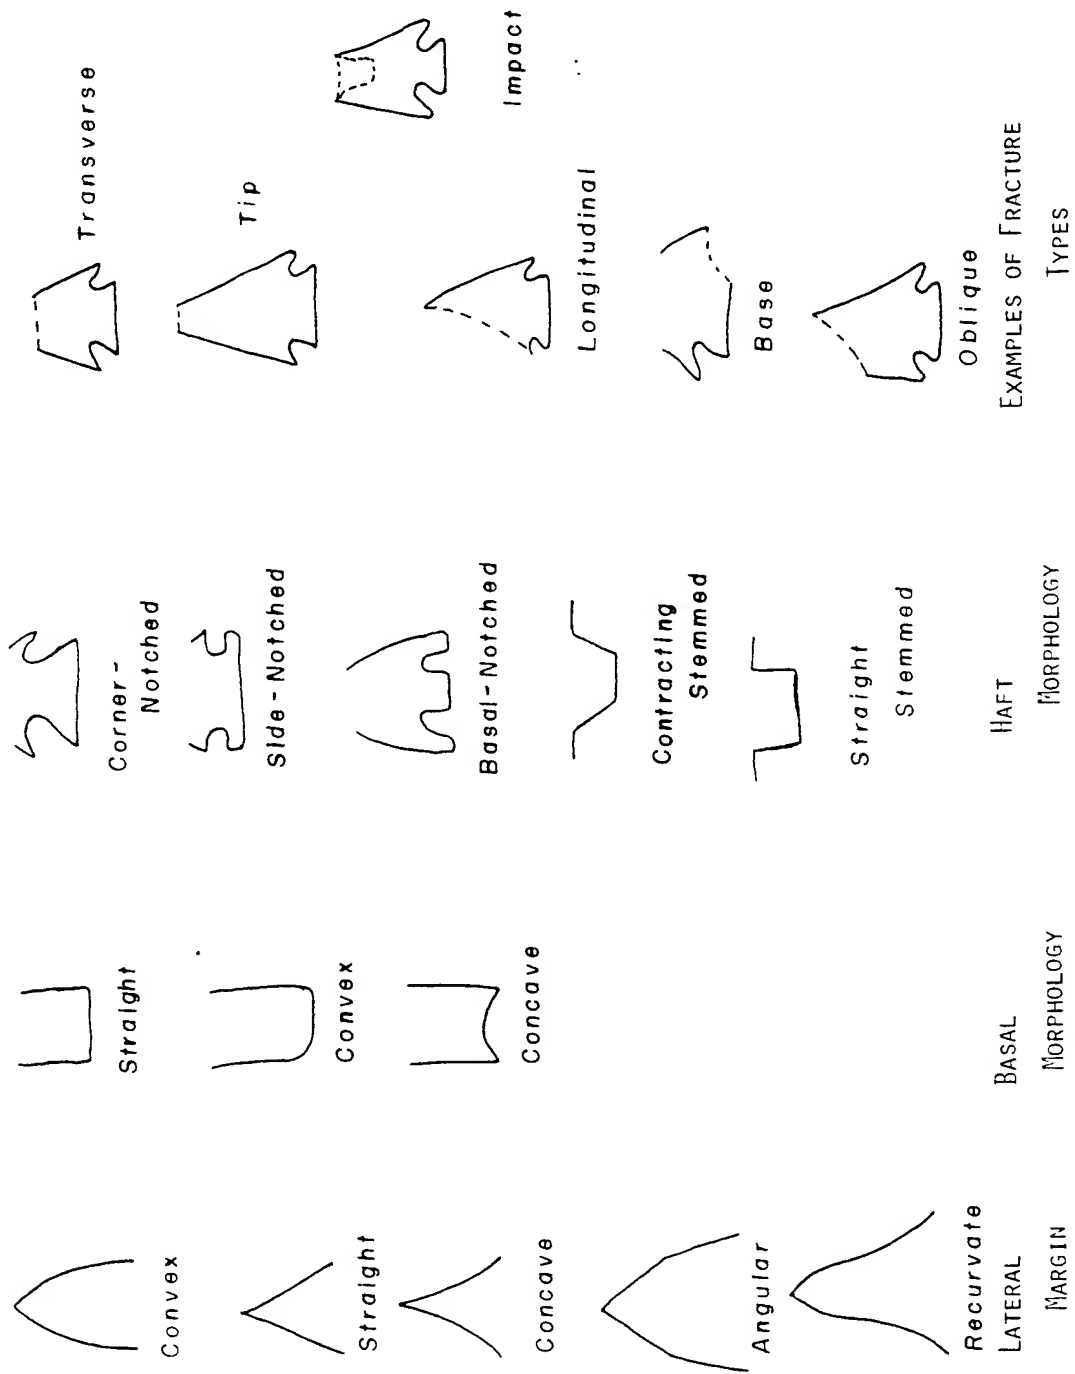 Convex
Straight
Concave
Angular
Recurvate
LATERAL
MARGIN
Straight
Convex
Concave
BASAL
MORPHOLOGY
Corner-
Notched
Side-Notched
Basal-Notched
Contracting
Stemmed
Straight
Stemmed
HAFT
MORPHOLOGY
Transverse
Tip
Impact
Longitudinal
Base
Oblique
EXAMPLES OF FRACTURE
TYPES